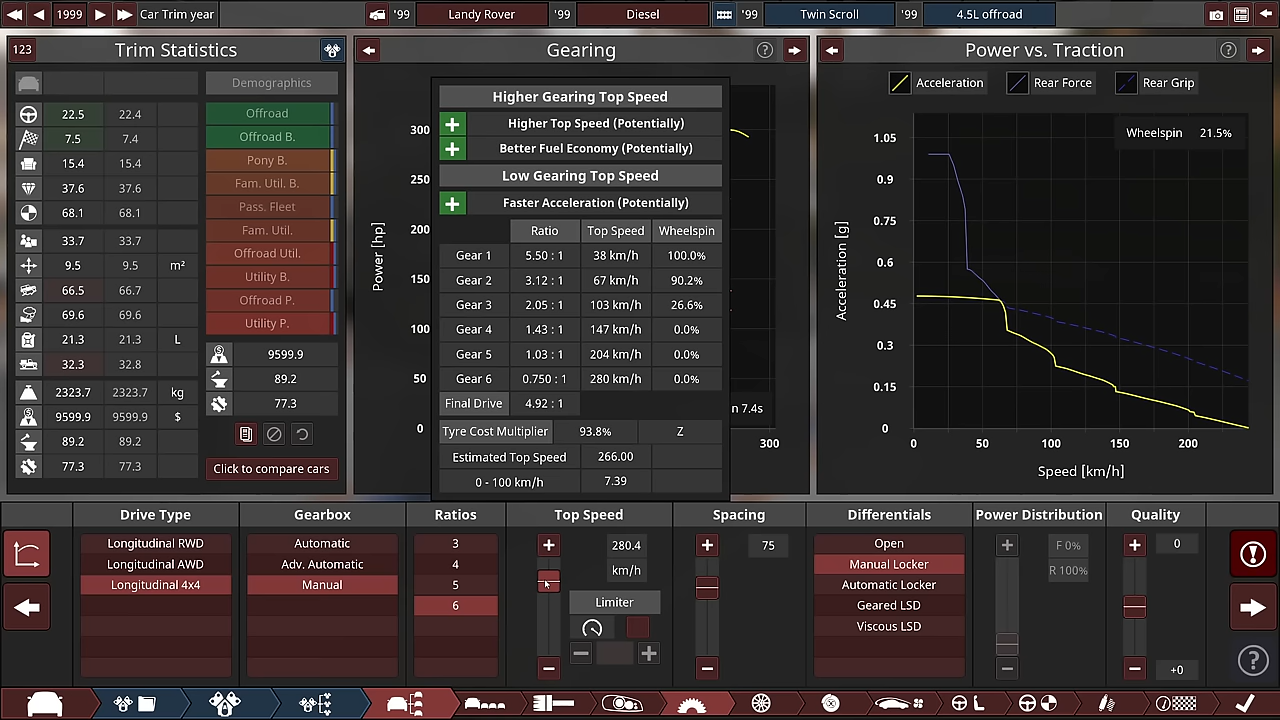 1999
Car Trim year
'99
Landy Rover
'99
Diesel
'99
Twin Scroll
'99
4.5L offroad
123
Trim Statistics
22.5 22.4
7.5 7.4
15.4 15.4
37.6 37.6
68.1 68.1
33.7 33.7
9.5 9.5 m²
66.5 66.7
69.6 69.6
21.3 21.3 L
32.3 32.8
2323.7 2323.7 kg
9599.9 9599.9 $
89.2 89.2
77.3 77.3
Demographics
Offroad
Offroad B.
Pony B.
Fam. Util. B.
Pass. Fleet
Fam. Util.
Offroad Util.
Utility B.
Offroad P.
Utility P.
9599.9
89.2
77.3
Click to compare cars
Gearing
?
Power [hp]
300
250
200
150
100
50
0
n 7.4s
300
Higher Gearing Top Speed
+ Higher Top Speed (Potentially)
+ Better Fuel Economy (Potentially)
Low Gearing Top Speed
+ Faster Acceleration (Potentially)
Ratio Top Speed Wheelspin
Gear 1 5.50 : 1 38 km/h 100.0%
Gear 2 3.12 : 1 67 km/h 90.2%
Gear 3 2.05 : 1 103 km/h 26.6%
Gear 4 1.43 : 1 147 km/h 0.0%
Gear 5 1.03 : 1 204 km/h 0.0%
Gear 6 0.750 : 1 280 km/h 0.0%
Final Drive 4.92 : 1
Tyre Cost Multiplier 93.8% Z
Estimated Top Speed 266.00
0 - 100 km/h 7.39
Power vs. Traction
?
Acceleration
Rear Force
Rear Grip
Wheelspin 21.5%
Acceleration [g]
1.05
0.9
0.75
0.6
0.45
0.3
0.15
0
0 50 100 150 200
Speed [km/h]
Drive Type
Longitudinal RWD
Longitudinal AWD
Longitudinal 4x4
Gearbox
Automatic
Adv. Automatic
Manual
Ratios
3
4
5
6
Top Speed
+
280.4
km/h
Limiter
− +
−
Spacing
+ 75
−
Differentials
Open
Manual Locker
Automatic Locker
Geared LSD
Viscous LSD
Power Distribution
+ F 0%
R 100%
−
Quality
+ 0
− +0
?